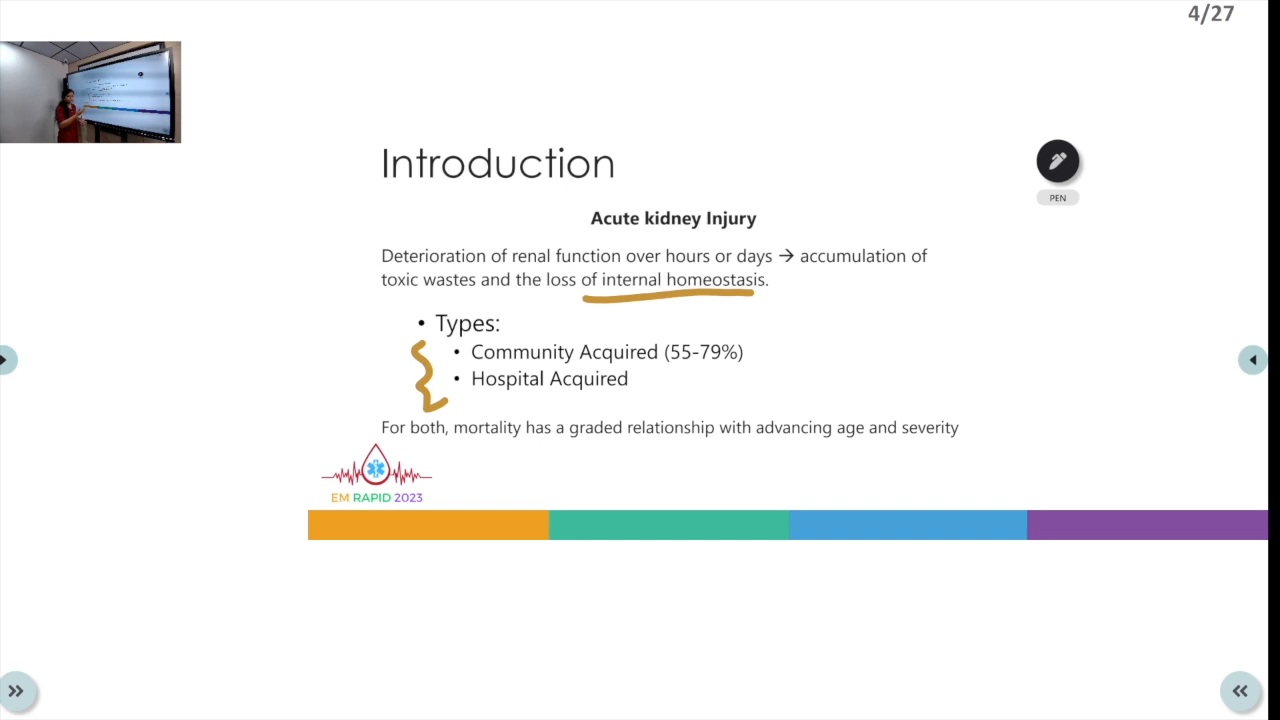 4/27
Introduction
PEN
Acute kidney Injury
Deterioration of renal function over hours or days → accumulation of
toxic wastes and the loss of internal homeostasis.
• Types:
• Community Acquired (55-79%)
• Hospital Acquired
For both, mortality has a graded relationship with advancing age and severity
EM RAPID 2023